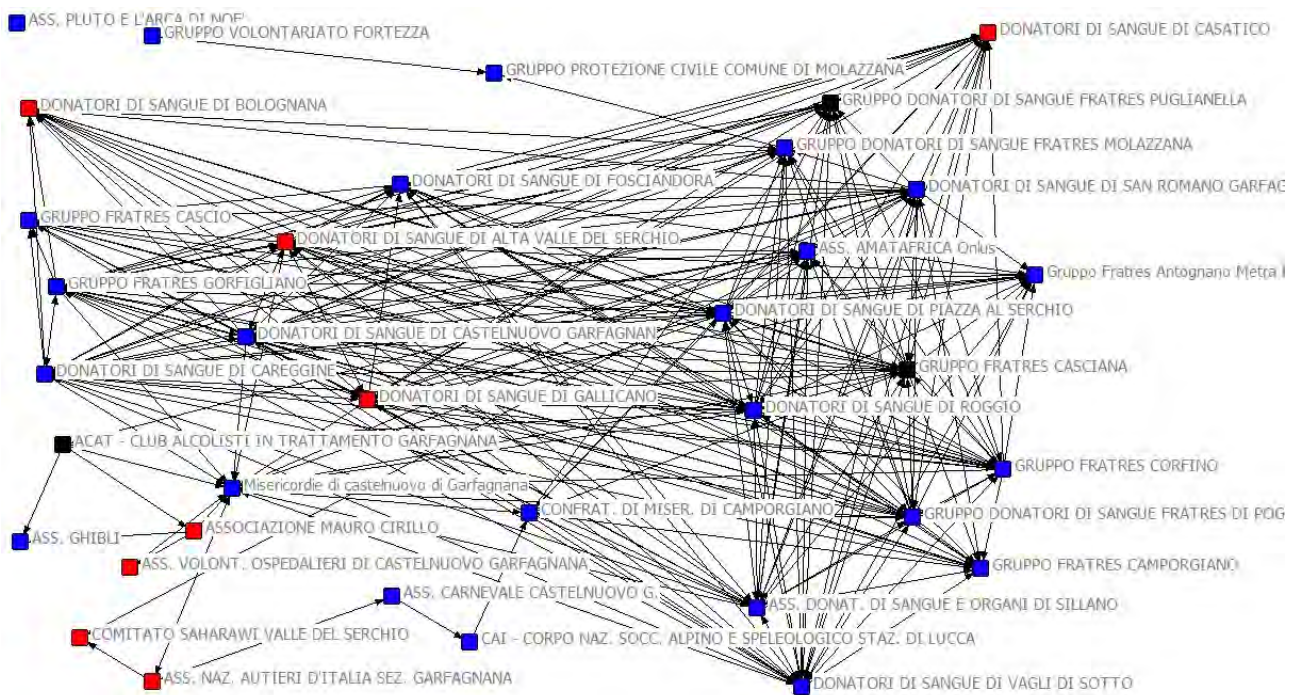 ASS. PLUTO E L'ARCA DI NOE'
GRUPPO VOLONTARIATO FORTEZZA
DONATORI DI SANGUE DI CASATICO
GRUPPO PROTEZIONE CIVILE COMUNE DI MOLAZZANA
DONATORI DI SANGUE DI BOLOGNANA
GRUPPO DONATORI DI SANGUE FRATRES PUGLIANELLA
GRUPPO DONATORI DI SANGUE FRATRES MOLAZZANA
DONATORI DI SANGUE DI FOSCIANDORA
DONATORI DI SANGUE DI SAN ROMANO GARFAG
GRUPPO FRATRES CASCIO
DONATORI DI SANGUE DI ALTA VALLE DEL SERCHIO
ASS. AMATAFRICA Onlus
Gruppo Fratres Antognano Metra
GRUPPO FRATRES GORFIGLIANO
DONATORI DI SANGUE DI PIAZZA AL SERCHIO
DONATORI DI SANGUE DI CASTELNUOVO GARFAGNAN
DONATORI DI SANGUE DI CAREGGINE
GRUPPO FRATRES CASCIANA
DONATORI DI SANGUE DI GALLICANO
DONATORI DI SANGUE DI ROGGIO
ACAT - CLUB ALCOLISTI IN TRATTAMENTO GARFAGNANA
GRUPPO FRATRES CORFINO
Misericordie di castelnuovo di Garfagnana
CONFRAT. DI MISER. DI CAMPORGIANO
GRUPPO DONATORI DI SANGUE FRATRES DI POG
ASSOCIAZIONE MAURO CIRILLO
ASS. GHIBLI
ASS. VOLONT. OSPEDALIERI DI CASTELNUOVO GARFAGNANA
GRUPPO FRATRES CAMPORGIANO
ASS. CARNEVALE CASTELNUOVO G.
ASS. DONAT. DI SANGUE E ORGANI DI SILLANO
COMITATO SAHARAWI VALLE DEL SERCHIO
CAI - CORPO NAZ. SOCC. ALPINO E SPELEOLOGICO STAZ. DI LUCCA
ASS. NAZ. AUTIERI D'ITALIA SEZ. GARFAGNANA
DONATORI DI SANGUE DI VAGLI DI SOTTO